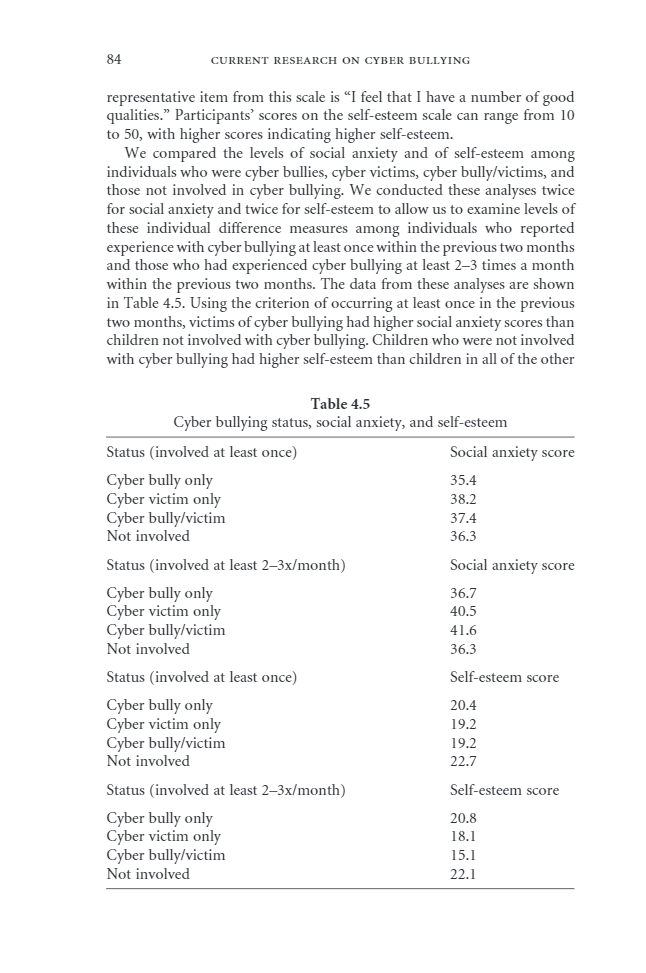 84 CURRENT RESEARCH ON CYBER BULLYING
representative item from this scale is “I feel that I have a number of good
qualities.” Participants’ scores on the self-esteem scale can range from 10
to 50, with higher scores indicating higher self-esteem.
We compared the levels of social anxiety and of self-esteem among
individuals who were cyber bullies, cyber victims, cyber bully/victims, and
those not involved in cyber bullying. We conducted these analyses twice
for social anxiety and twice for self-esteem to allow us to examine levels of
these individual difference measures among individuals who reported
experience with cyber bullying at least once within the previous two months
and those who had experienced cyber bullying at least 2–3 times a month
within the previous two months. The data from these analyses are shown
in Table 4.5. Using the criterion of occurring at least once in the previous
two months, victims of cyber bullying had higher social anxiety scores than
children not involved with cyber bullying. Children who were not involved
with cyber bullying had higher self-esteem than children in all of the other
Table 4.5
Cyber bullying status, social anxiety, and self-esteem
Status (involved at least once) Social anxiety score
Cyber bully only 35.4
Cyber victim only 38.2
Cyber bully/victim 37.4
Not involved 36.3
Status (involved at least 2–3x/month) Social anxiety score
Cyber bully only 36.7
Cyber victim only 40.5
Cyber bully/victim 41.6
Not involved 36.3
Status (involved at least once) Self-esteem score
Cyber bully only 20.4
Cyber victim only 19.2
Cyber bully/victim 19.2
Not involved 22.7
Status (involved at least 2–3x/month) Self-esteem score
Cyber bully only 20.8
Cyber victim only 18.1
Cyber bully/victim 15.1
Not involved 22.1